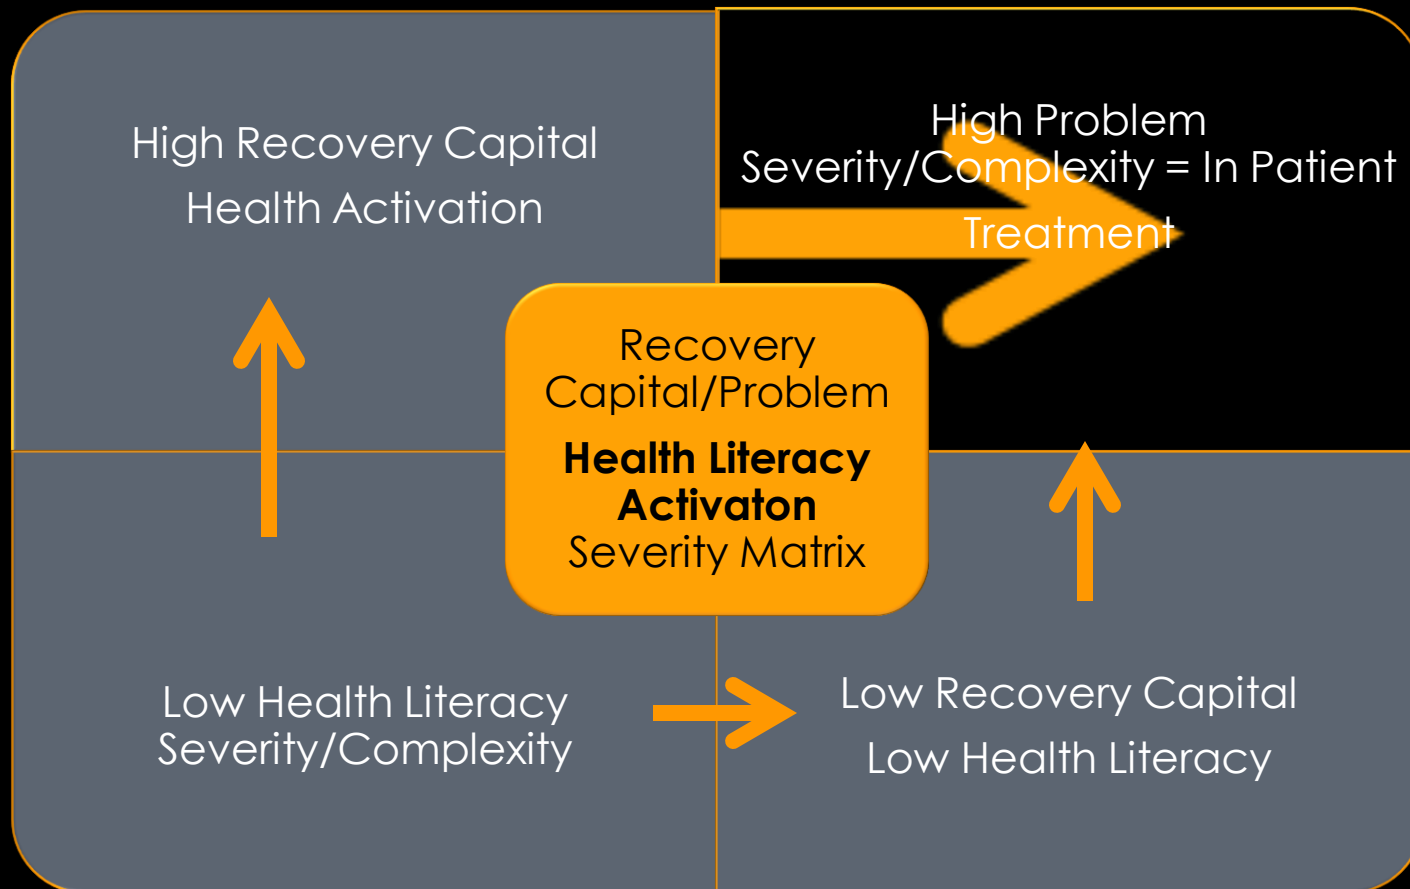 High Recovery Capital
Health Activation
High Problem
Severity/Complexity = In Patient
Treatment
Recovery
Capital/Problem
Health Literacy
Activaton
Severity Matrix
Low Health Literacy
Severity/Complexity
Low Recovery Capital
Low Health Literacy